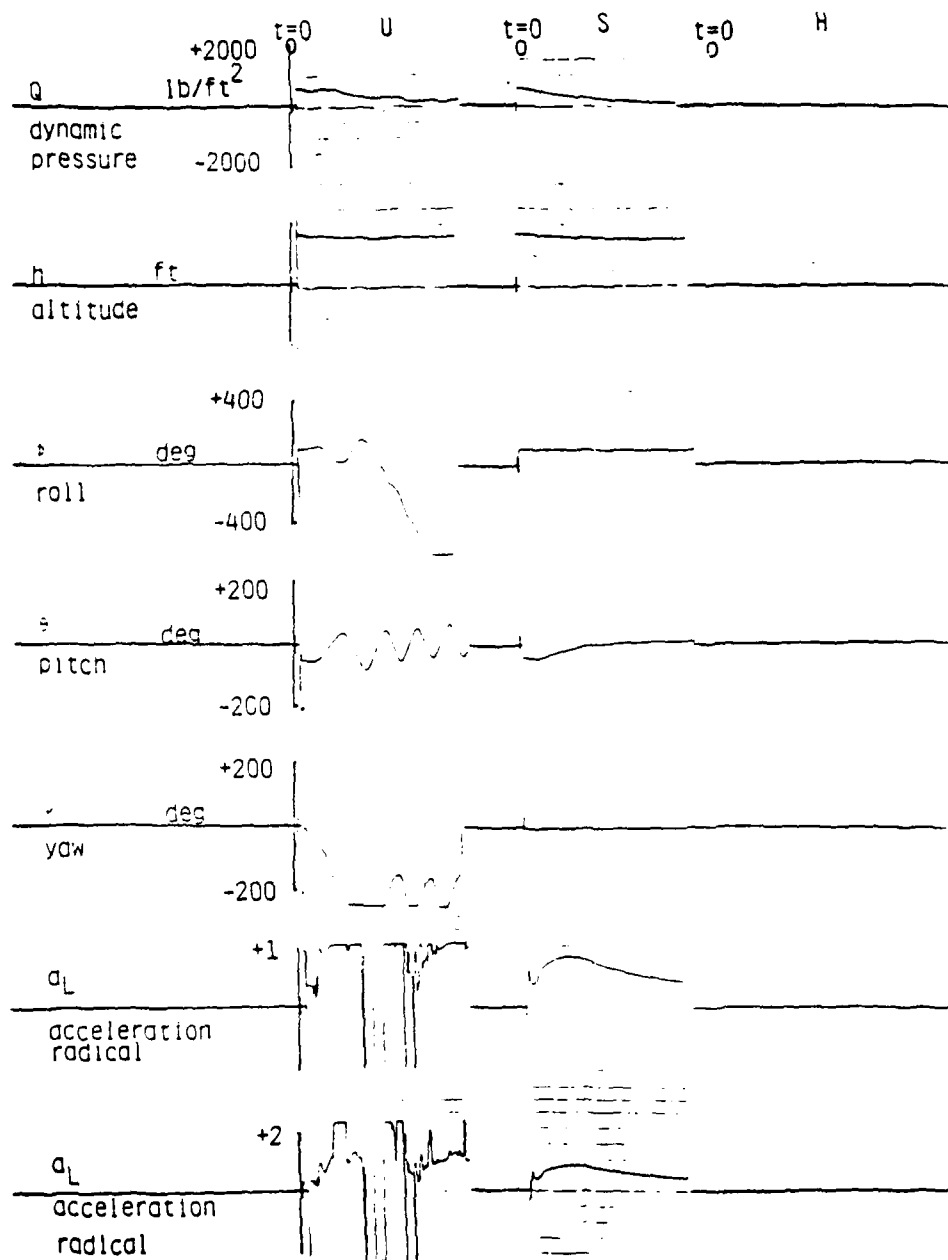 t=0 U t=0 S t=0 H
0 0 0
+2000
Q lb/ft²
dynamic
pressure -2000
h ft
altitude
+400
deg
roll
-400
+200
θ deg
pitch
-200
+200
deg
yaw
-200
+1
aL
acceleration
radical
+2
aL
acceleration
radical